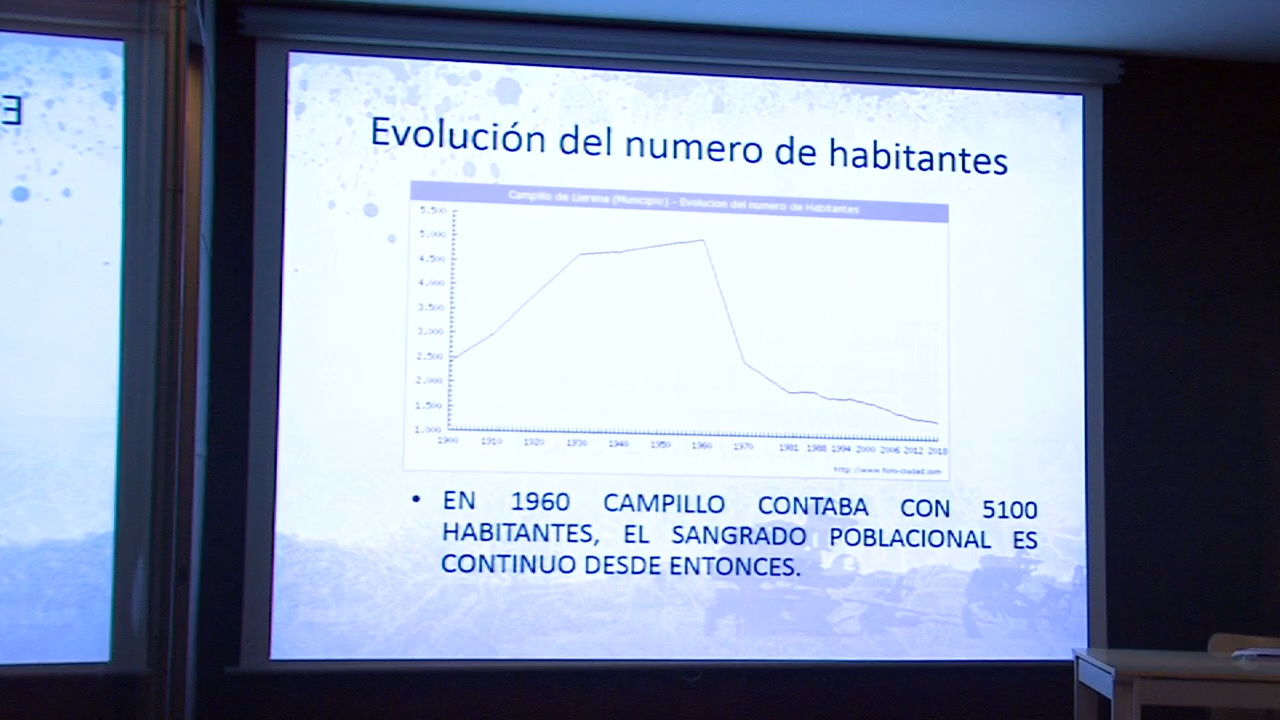 Evolución del numero de habitantes
Campillo de Llerena (Municipio) - Evolucion del numero de Habitantes
5.500
5.000
4.500
4.000
3.500
3.000
2.500
2.000
1.500
1.000
1900 1910 1920 1930 1940 1950 1960 1970 1981 1988 1994 2000 2006 2012 2018
http://www.foro-ciudad.com
• EN 1960 CAMPILLO CONTABA CON 5100
HABITANTES, EL SANGRADO POBLACIONAL ES
CONTINUO DESDE ENTONCES.